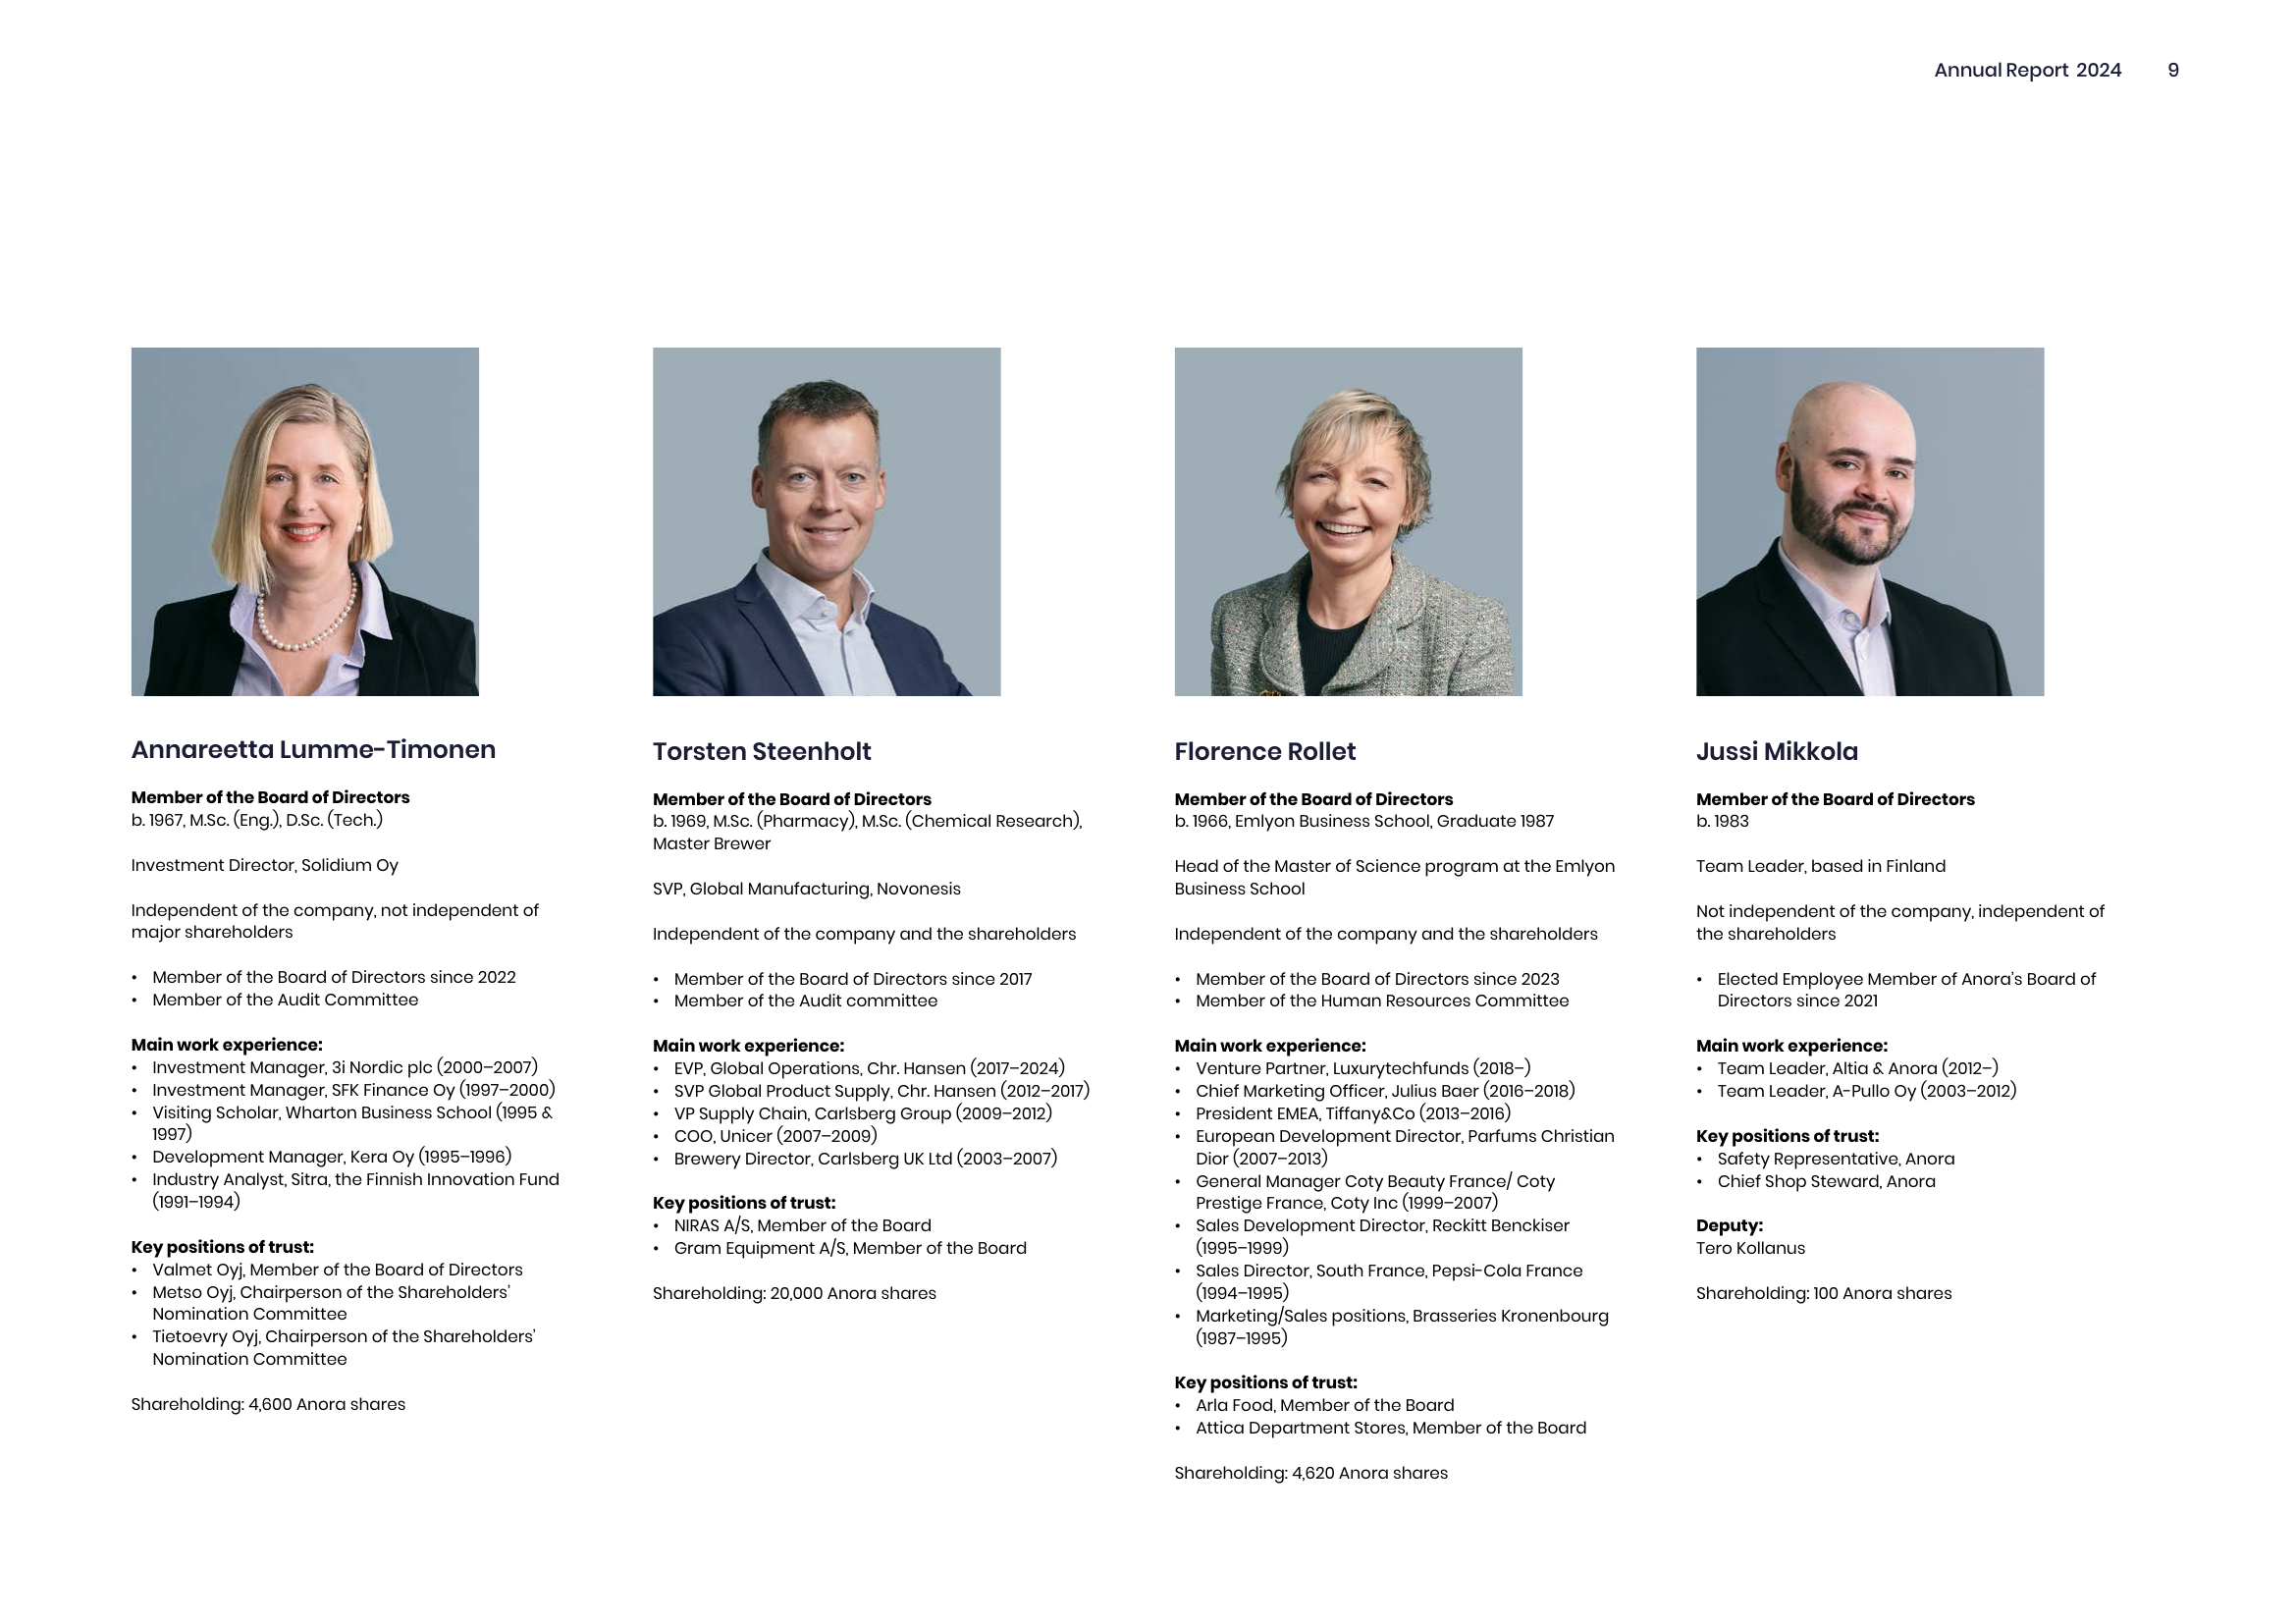 Annual Report 2024 9
Annareetta Lumme-Timonen
Member of the Board of Directors
b. 1967, M.Sc. (Eng.), D.Sc. (Tech.)
Investment Director, Solidium Oy
Independent of the company, not independent of
major shareholders
• Member of the Board of Directors since 2022
• Member of the Audit Committee
Main work experience:
• Investment Manager, 3i Nordic plc (2000–2007)
• Investment Manager, SFK Finance Oy (1997–2000)
• Visiting Scholar, Wharton Business School (1995 &
1997)
• Development Manager, Kera Oy (1995–1996)
• Industry Analyst, Sitra, the Finnish Innovation Fund
(1991–1994)
Key positions of trust:
• Valmet Oyj, Member of the Board of Directors
• Metso Oyj, Chairperson of the Shareholders'
Nomination Committee
• Tietoevry Oyj, Chairperson of the Shareholders'
Nomination Committee
Shareholding: 4,600 Anora shares
Torsten Steenholt
Member of the Board of Directors
b. 1969, M.Sc. (Pharmacy), M.Sc. (Chemical Research),
Master Brewer
SVP, Global Manufacturing, Novonesis
Independent of the company and the shareholders
• Member of the Board of Directors since 2017
• Member of the Audit committee
Main work experience:
• EVP, Global Operations, Chr. Hansen (2017–2024)
• SVP Global Product Supply, Chr. Hansen (2012–2017)
• VP Supply Chain, Carlsberg Group (2009–2012)
• COO, Unicer (2007–2009)
• Brewery Director, Carlsberg UK Ltd (2003–2007)
Key positions of trust:
• NIRAS A/S, Member of the Board
• Gram Equipment A/S, Member of the Board
Shareholding: 20,000 Anora shares
Florence Rollet
Member of the Board of Directors
b. 1966, Emlyon Business School, Graduate 1987
Head of the Master of Science program at the Emlyon
Business School
Independent of the company and the shareholders
• Member of the Board of Directors since 2023
• Member of the Human Resources Committee
Main work experience:
• Venture Partner, Luxurytechfunds (2018–)
• Chief Marketing Officer, Julius Baer (2016–2018)
• President EMEA, Tiffany&Co (2013–2016)
• European Development Director, Parfums Christian
Dior (2007–2013)
• General Manager Coty Beauty France/ Coty
Prestige France, Coty Inc (1999–2007)
• Sales Development Director, Reckitt Benckiser
(1995–1999)
• Sales Director, South France, Pepsi-Cola France
(1994–1995)
• Marketing/Sales positions, Brasseries Kronenbourg
(1987–1995)
Key positions of trust:
• Arla Food, Member of the Board
• Attica Department Stores, Member of the Board
Shareholding: 4,620 Anora shares
Jussi Mikkola
Member of the Board of Directors
b. 1983
Team Leader, based in Finland
Not independent of the company, independent of
the shareholders
• Elected Employee Member of Anora's Board of
Directors since 2021
Main work experience:
• Team Leader, Altia & Anora (2012–)
• Team Leader, A-Pullo Oy (2003–2012)
Key positions of trust:
• Safety Representative, Anora
• Chief Shop Steward, Anora
Deputy:
Tero Kollanus
Shareholding: 100 Anora shares